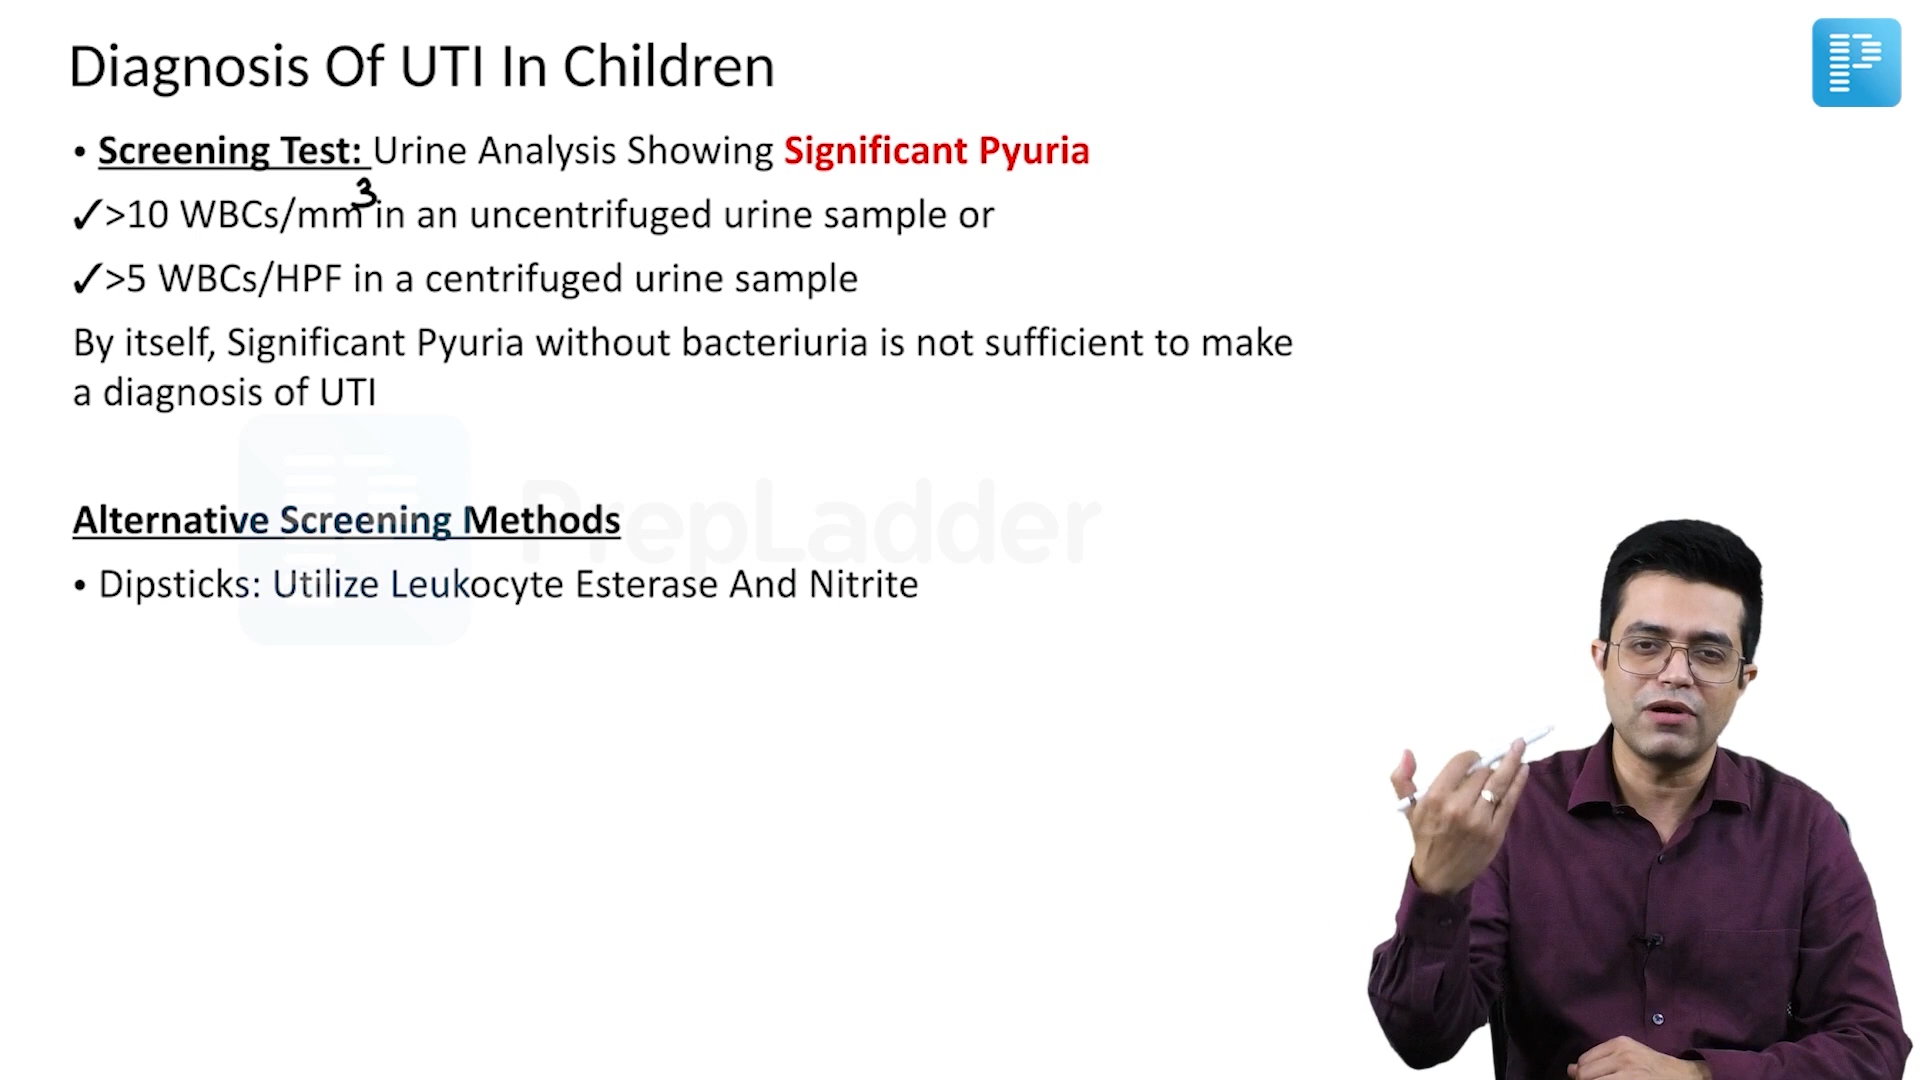 Diagnosis Of UTI In Children
• Screening Test: Urine Analysis Showing Significant Pyuria
✓>10 WBCs/mm³ in an uncentrifuged urine sample or
✓>5 WBCs/HPF in a centrifuged urine sample
By itself, Significant Pyuria without bacteriuria is not sufficient to make
a diagnosis of UTI
PrepLadder
Alternative Screening Methods
• Dipsticks: Utilize Leukocyte Esterase And Nitrite